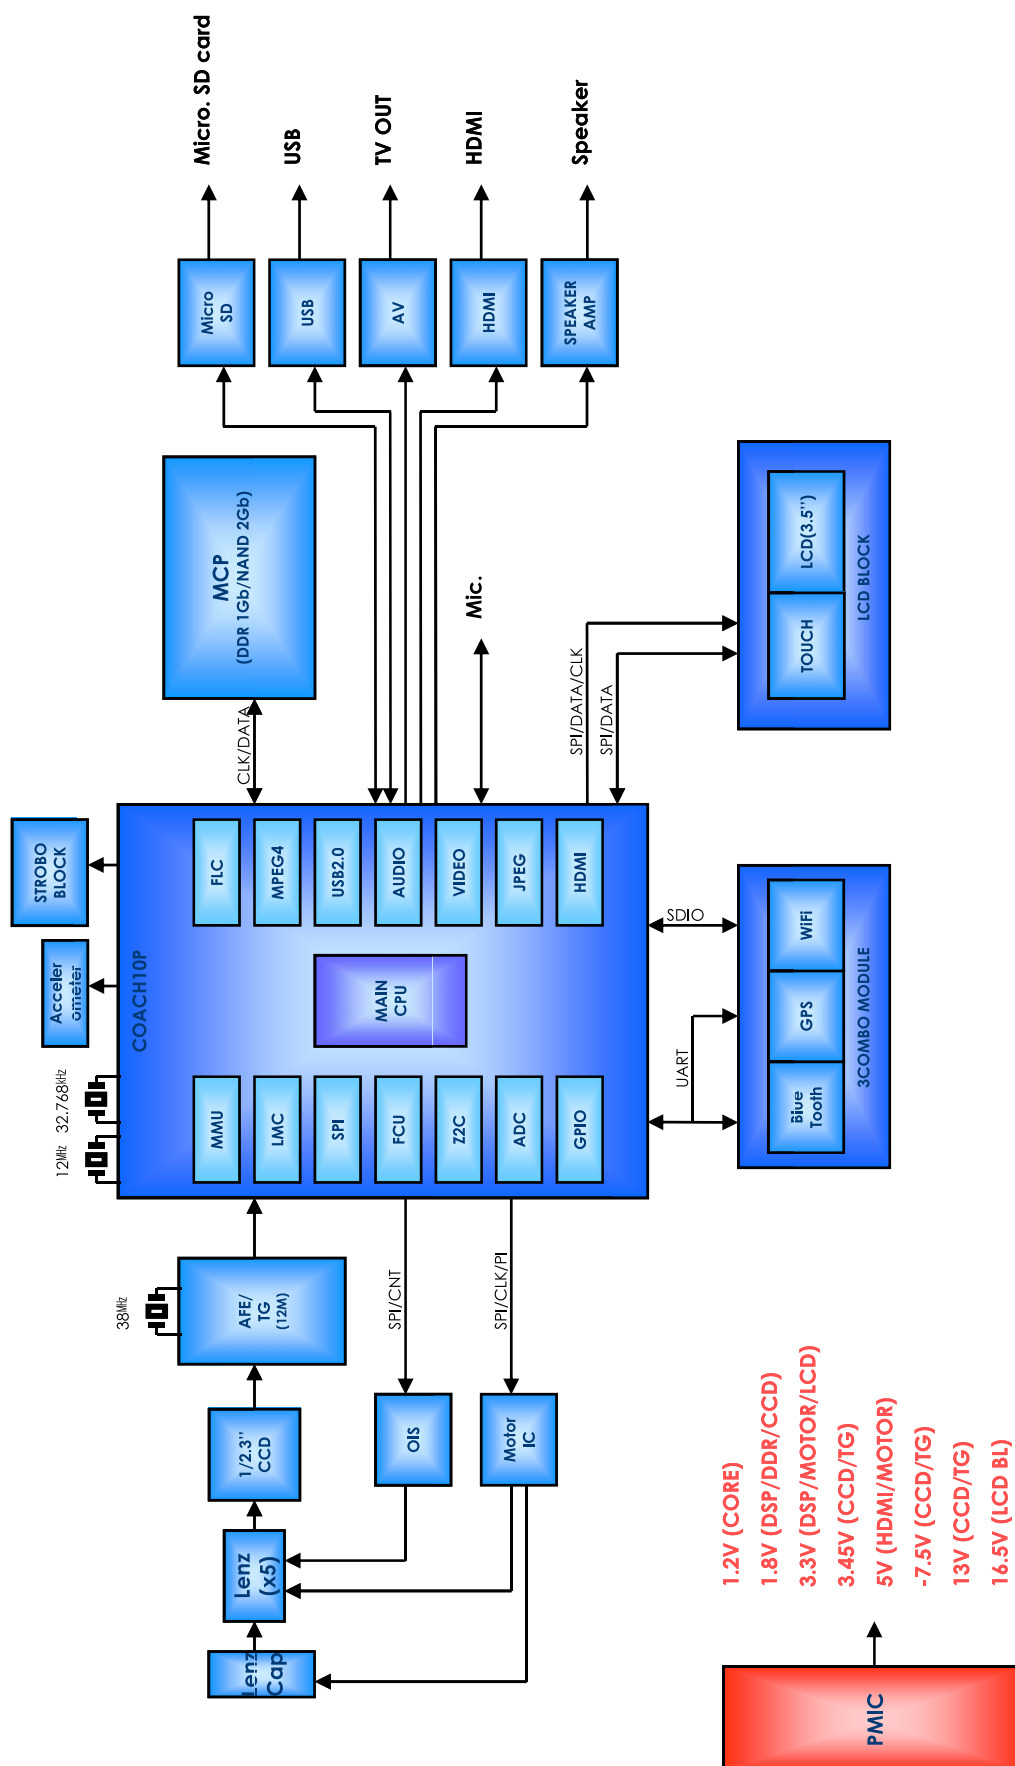 Lenz
Cap
Lenz
(x5)
1/2.3"
CCD
38MHz
AFE/
TG
(12M)
OIS
SPI/CNT
Motor
IC
SPI/CLK/PI
12MHz
32.768kHz
Acceler
ometer
STROBO
BLOCK
COACH10P
MMU
LMC
SPI
FCU
Z2C
ADC
GPIO
MAIN
CPU
FLC
MPEG4
USB2.0
AUDIO
VIDEO
JPEG
HDMI
CLK/DATA
MCP
(DDR 1Gb/NAND 2Gb)
Mic.
Micro
SD
Micro. SD card
USB
USB
AV
TV OUT
HDMI
HDMI
SPEAKER
AMP
Speaker
UART
SDIO
Blue
Tooth
GPS
WiFi
3COMBO MODULE
SPI/DATA/CLK
SPI/DATA
TOUCH
LCD(3.5")
LCD BLOCK
PMIC
1.2V (CORE)
1.8V (DSP/DDR/CCD)
3.3V (DSP/MOTOR/LCD)
3.45V (CCD/TG)
5V (HDMI/MOTOR)
-7.5V (CCD/TG)
13V (CCD/TG)
16.5V (LCD BL)